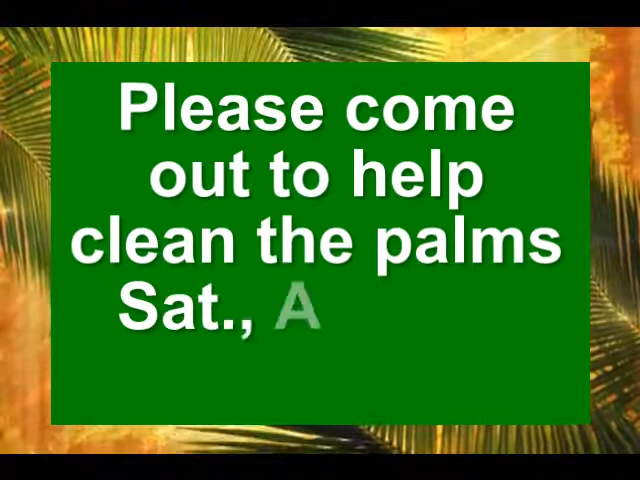 Please come
out to help
clean the palms
Sat., A